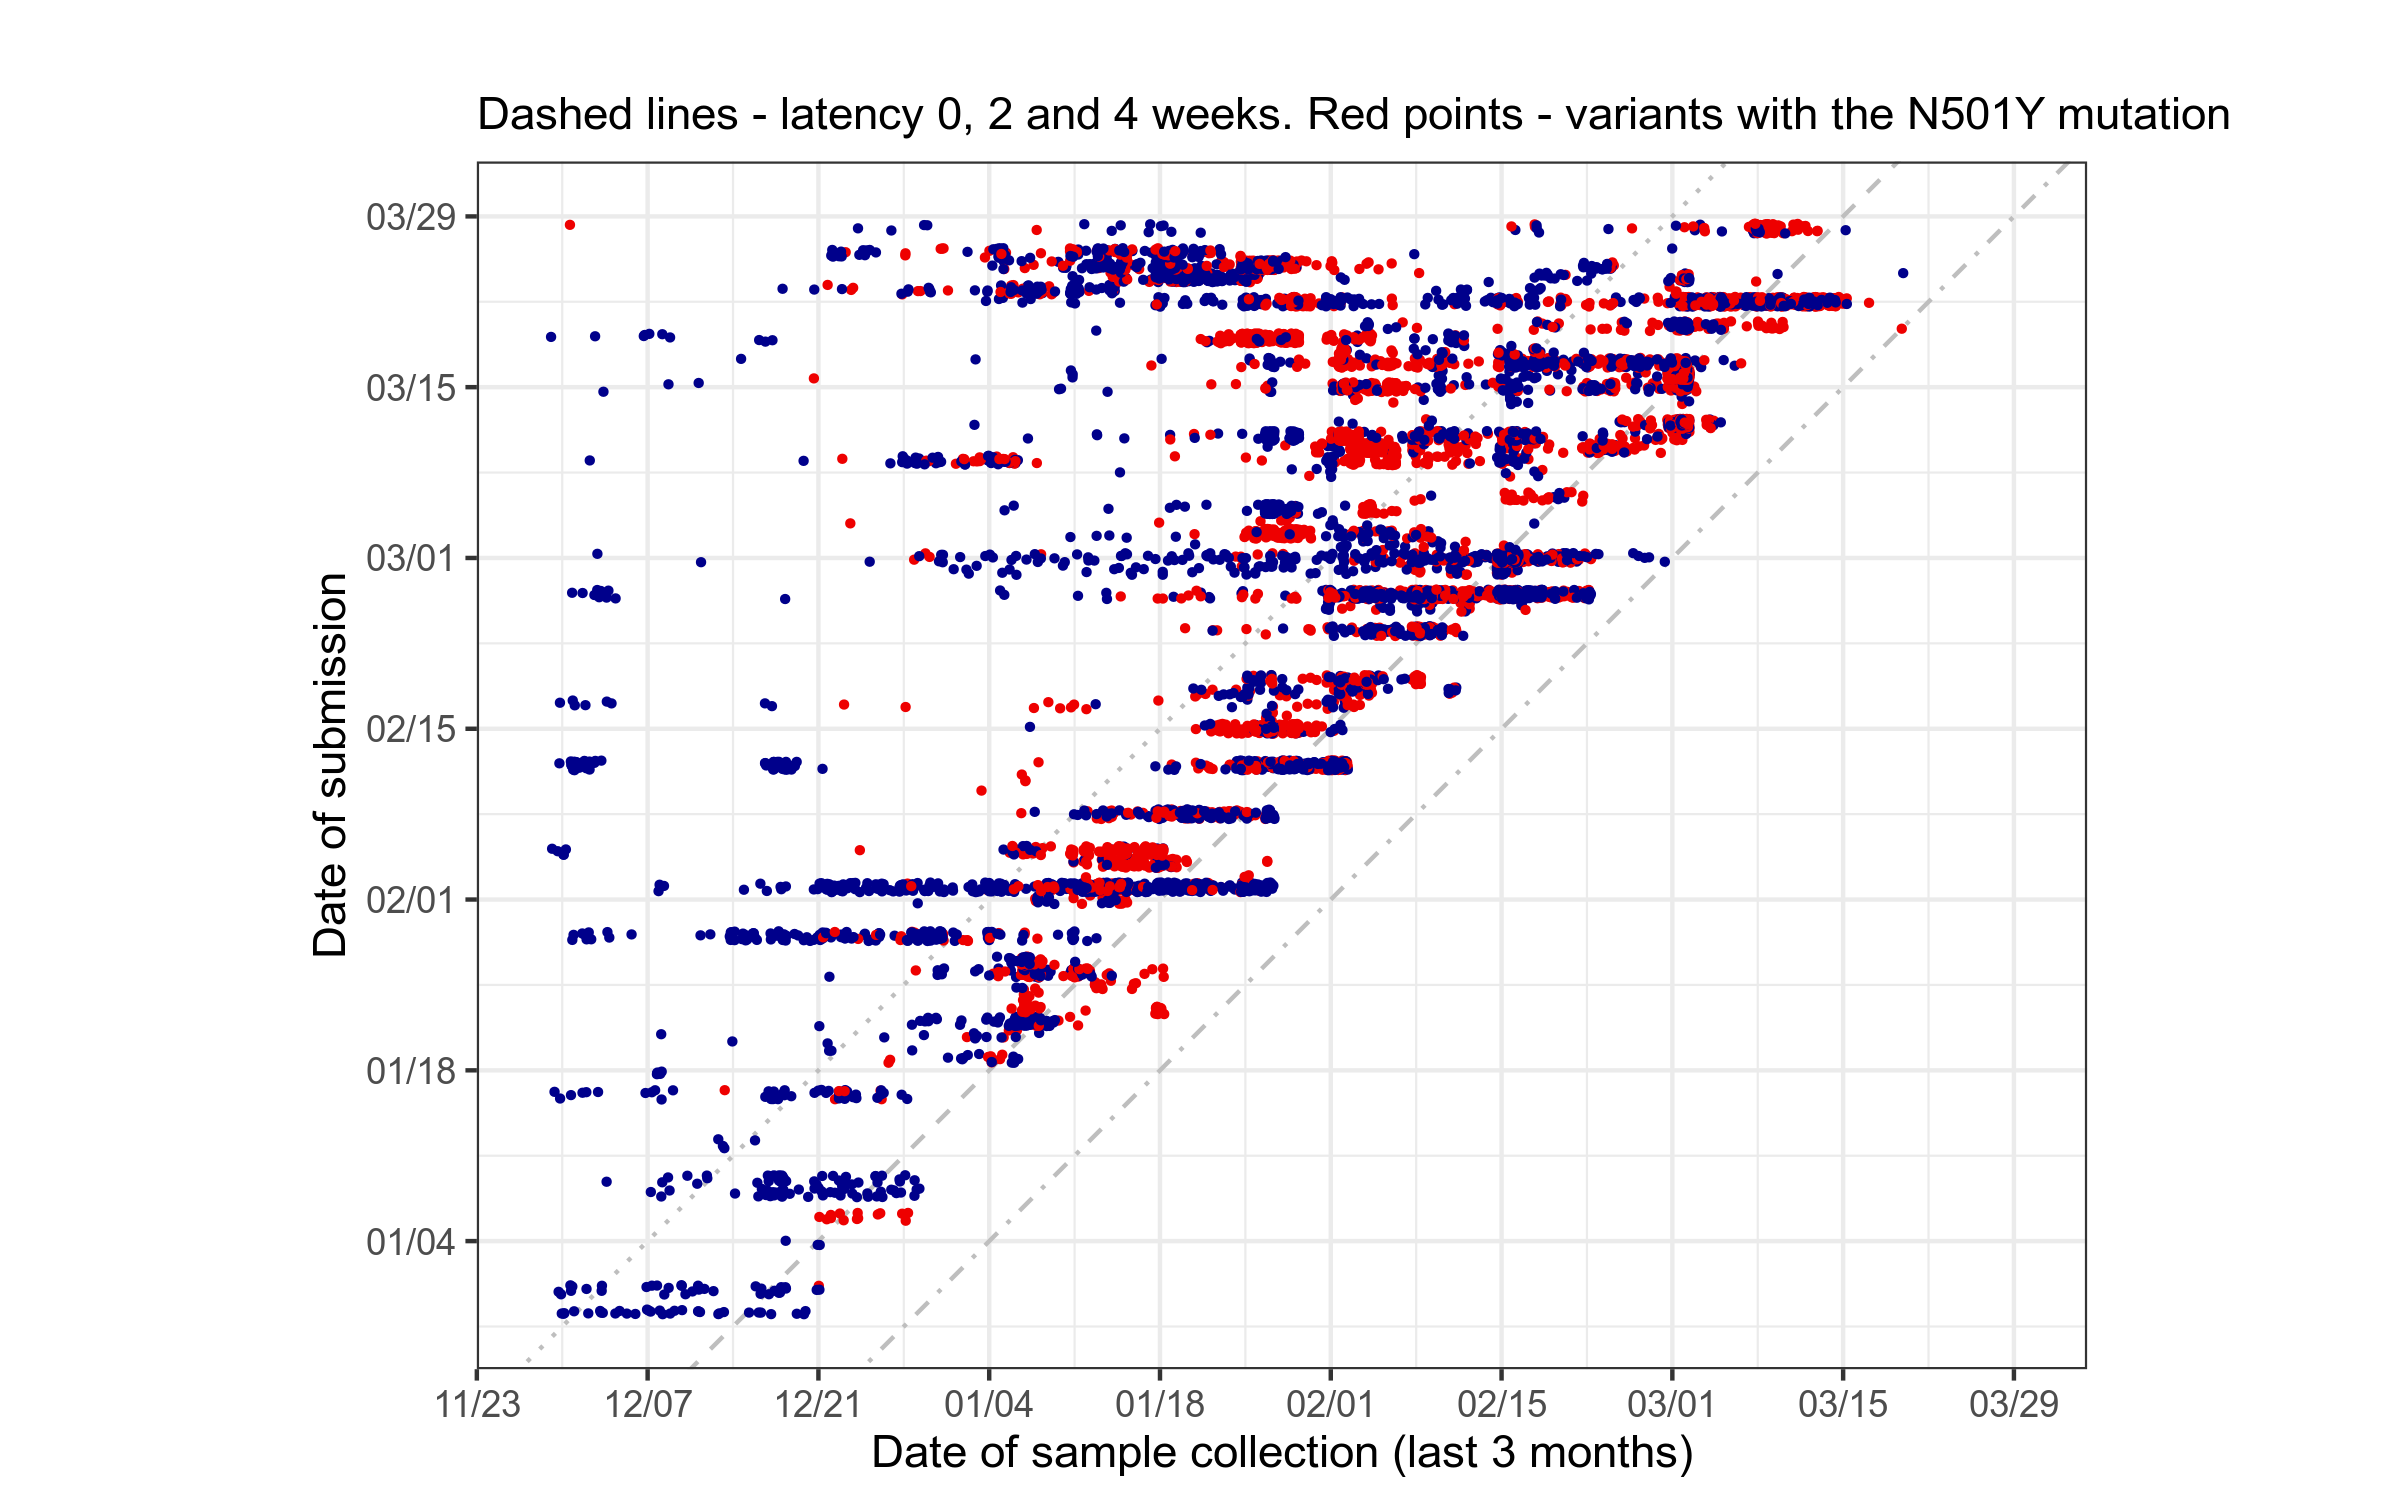 Dashed lines - latency 0, 2 and 4 weeks. Red points - variants with the N501Y mutation
03/29
03/15
03/01
02/15
02/01
01/18
01/04
Date of submission
11/23 12/07 12/21 01/04 01/18 02/01 02/15 03/01 03/15 03/29
Date of sample collection (last 3 months)